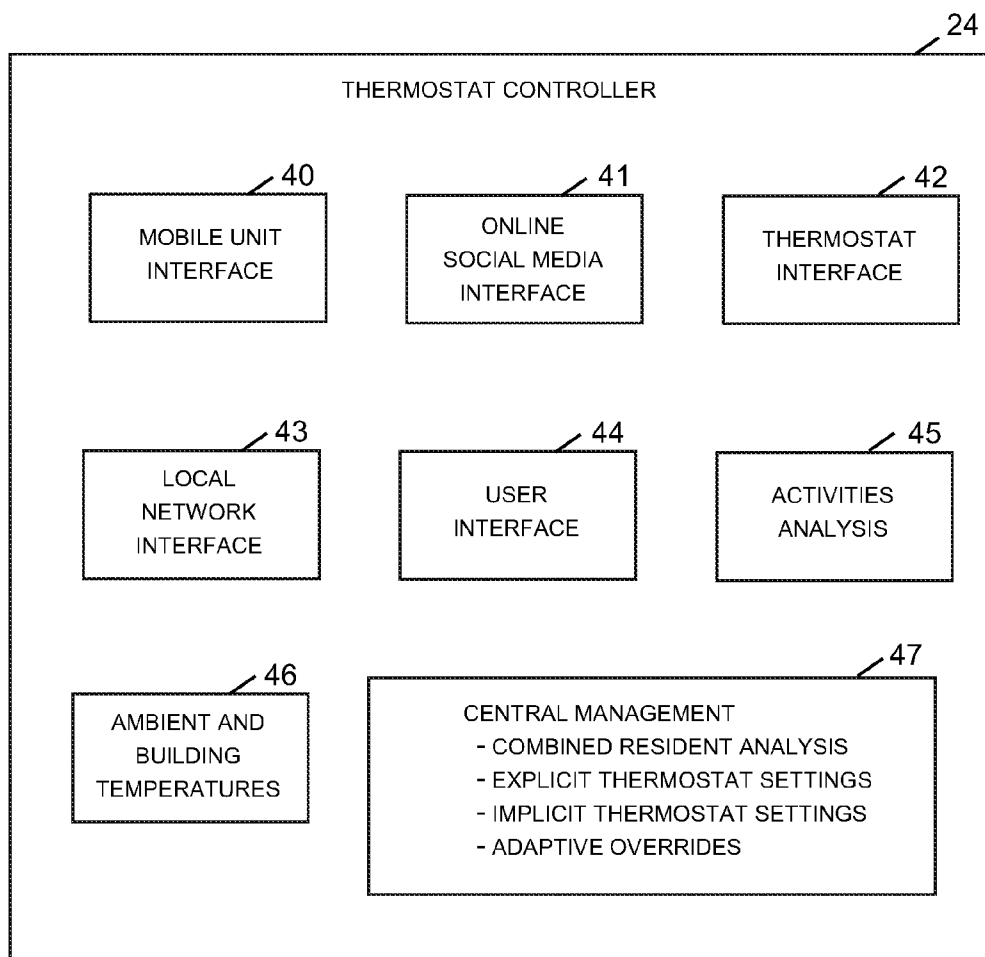 24
THERMOSTAT CONTROLLER
40
MOBILE UNIT
INTERFACE
41
ONLINE
SOCIAL MEDIA
INTERFACE
42
THERMOSTAT
INTERFACE
43
LOCAL
NETWORK
INTERFACE
44
USER
INTERFACE
45
ACTIVITIES
ANALYSIS
46
AMBIENT AND
BUILDING
TEMPERATURES
47
CENTRAL MANAGEMENT
- COMBINED RESIDENT ANALYSIS
- EXPLICIT THERMOSTAT SETTINGS
- IMPLICIT THERMOSTAT SETTINGS
- ADAPTIVE OVERRIDES